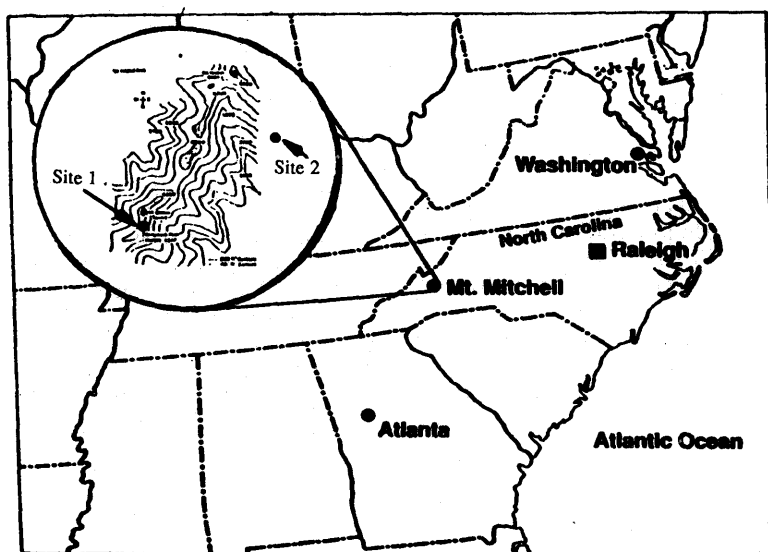 Site 1
Site 2
Washington
North Carolina
Raleigh
Mt. Mitchell
Atlanta
Atlantic Ocean